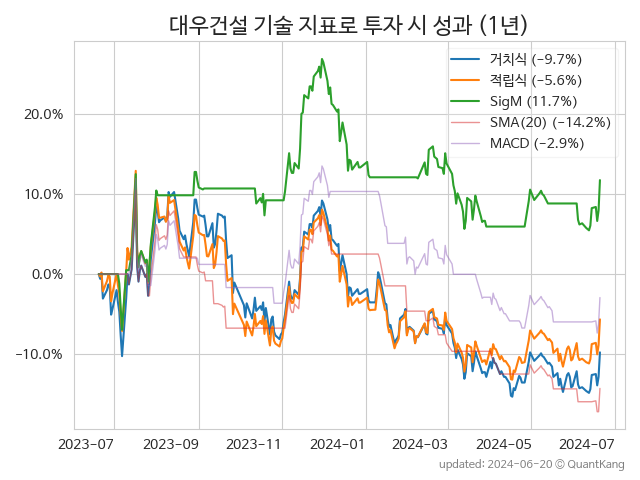 대우건설 기술 지표로 투자 시 성과 (1년)
거치식 (−9.7%)
적립식 (−5.6%)
SigM (11.7%)
SMA(20) (−14.2%)
MACD (−2.9%)
20.0%
10.0%
0.0%
−10.0%
2023-07 2023-09 2023-11 2024-01 2024-03 2024-05 2024-07
updated: 2024-06-20 © QuantKang